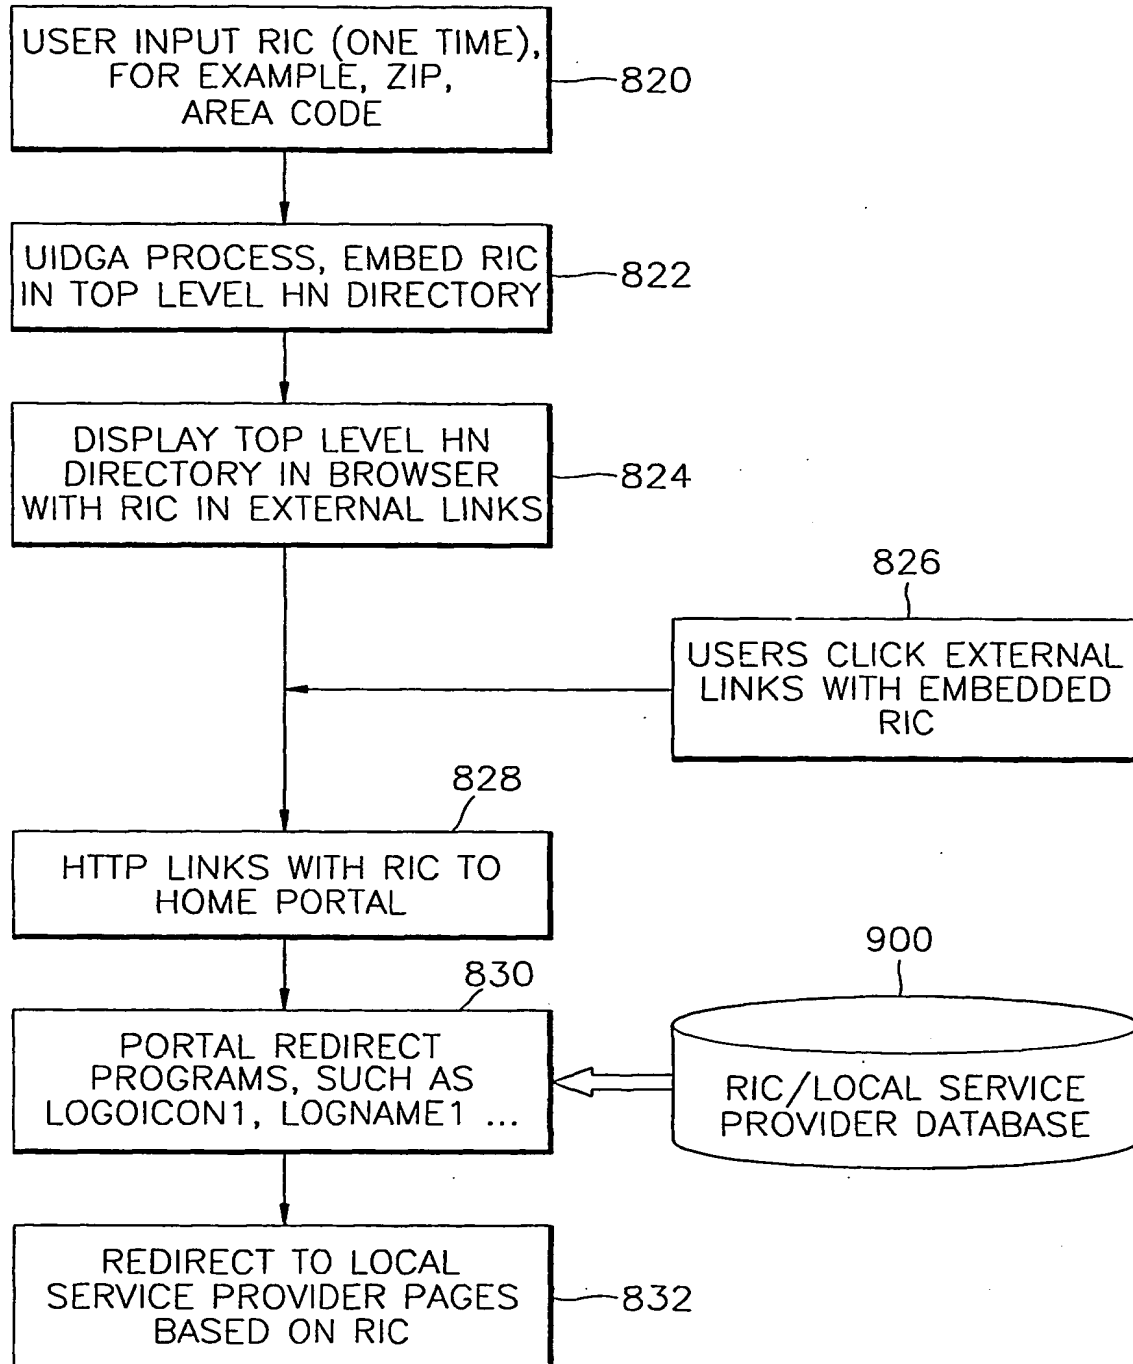 USER INPUT RIC (ONE TIME),
FOR EXAMPLE, ZIP,
AREA CODE
820
UIDGA PROCESS, EMBED RIC
IN TOP LEVEL HN DIRECTORY
822
DISPLAY TOP LEVEL HN
DIRECTORY IN BROWSER
WITH RIC IN EXTERNAL LINKS
824
826
USERS CLICK EXTERNAL
LINKS WITH EMBEDDED
RIC
828
HTTP LINKS WITH RIC TO
HOME PORTAL
830
PORTAL REDIRECT
PROGRAMS, SUCH AS
LOGOICON1, LOGNAME1 ...
900
RIC/LOCAL SERVICE
PROVIDER DATABASE
REDIRECT TO LOCAL
SERVICE PROVIDER PAGES
BASED ON RIC
832